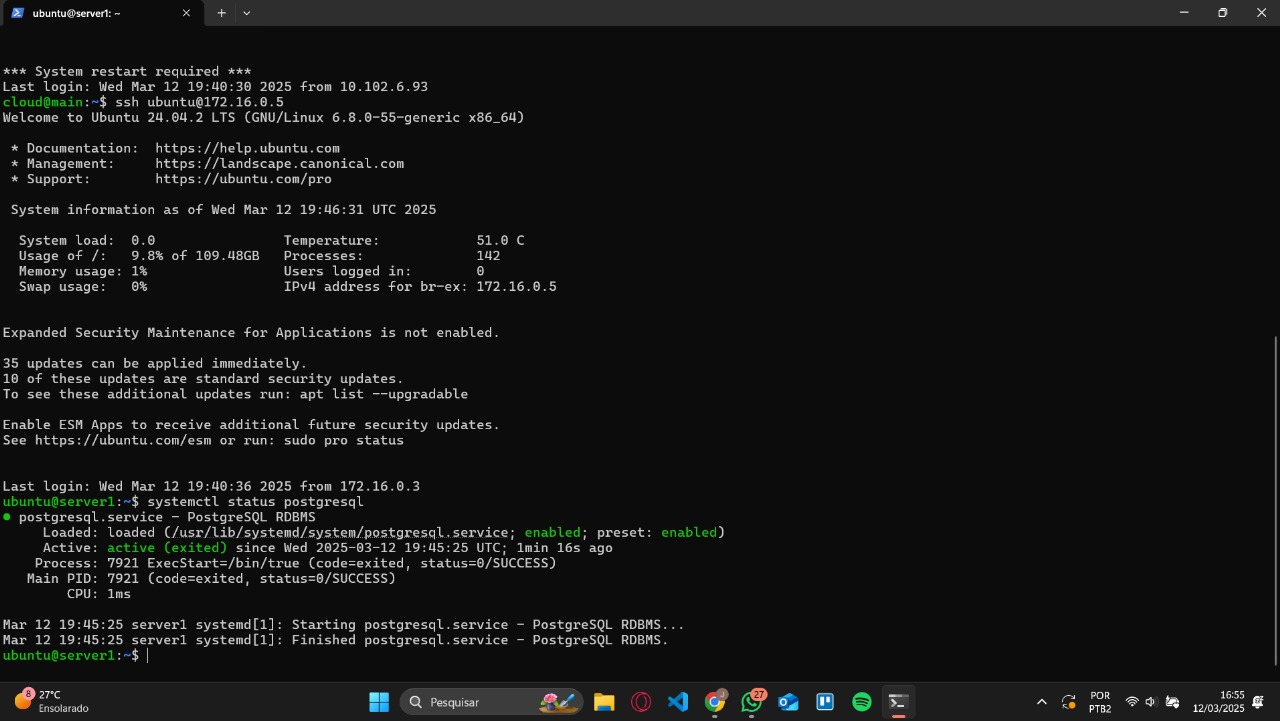 ubuntu@server1: ~
*** System restart required ***
Last login: Wed Mar 12 19:40:30 2025 from 10.102.6.93
cloud@main:~$ ssh ubuntu@172.16.0.5
Welcome to Ubuntu 24.04.2 LTS (GNU/Linux 6.8.0-55-generic x86_64)
* Documentation:  https://help.ubuntu.com
* Management:     https://landscape.canonical.com
* Support:        https://ubuntu.com/pro
System information as of Wed Mar 12 19:46:31 UTC 2025
System load:  0.0                Temperature:            51.0 C
Usage of /:   9.8% of 109.48GB   Processes:              142
Memory usage: 1%                 Users logged in:        0
Swap usage:   0%                 IPv4 address for br-ex: 172.16.0.5
Expanded Security Maintenance for Applications is not enabled.
35 updates can be applied immediately.
10 of these updates are standard security updates.
To see these additional updates run: apt list --upgradable
Enable ESM Apps to receive additional future security updates.
See https://ubuntu.com/esm or run: sudo pro status
Last login: Wed Mar 12 19:40:36 2025 from 172.16.0.3
ubuntu@server1:~$ systemctl status postgresql
● postgresql.service - PostgreSQL RDBMS
Loaded: loaded (/usr/lib/systemd/system/postgresql.service; enabled; preset: enabled)
Active: active (exited) since Wed 2025-03-12 19:45:25 UTC; 1min 16s ago
Process: 7921 ExecStart=/bin/true (code=exited, status=0/SUCCESS)
Main PID: 7921 (code=exited, status=0/SUCCESS)
CPU: 1ms
Mar 12 19:45:25 server1 systemd[1]: Starting postgresql.service - PostgreSQL RDBMS...
Mar 12 19:45:25 server1 systemd[1]: Finished postgresql.service - PostgreSQL RDBMS.
ubuntu@server1:~$
8 27°C
Ensolarado
Pesquisar
27
POR
PTB2
16:55
12/03/2025